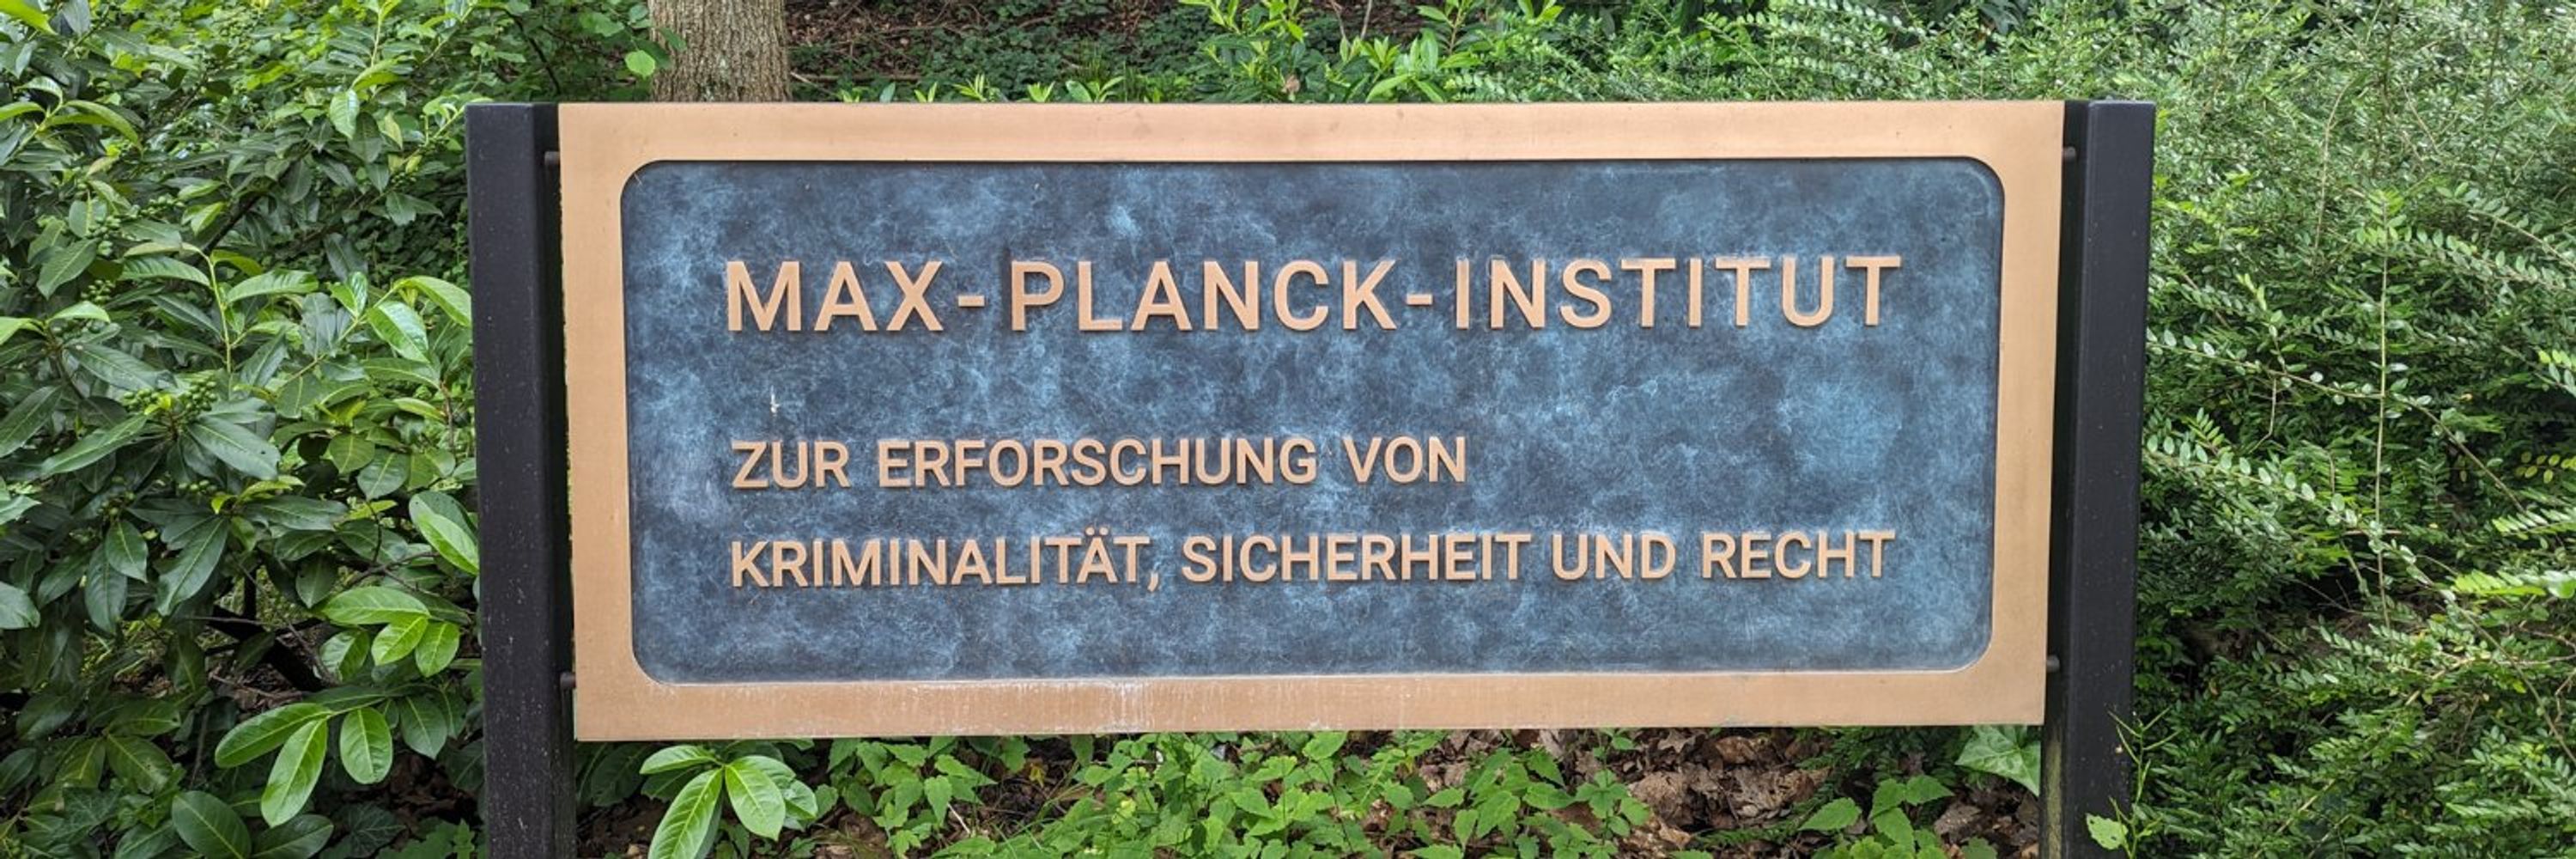 MAX-PLANCK-INSTITUT
ZUR ERFORSCHUNG VON
KRIMINALITÄT, SICHERHEIT UND RECHT